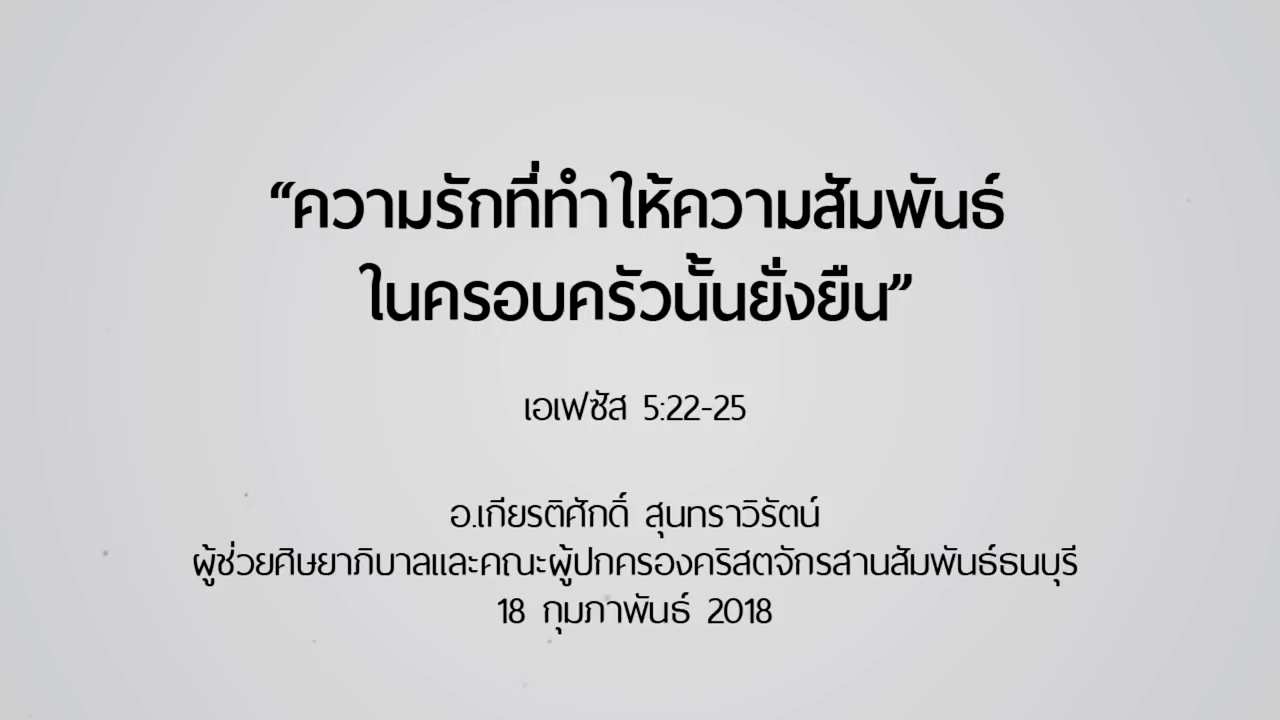 “ความรักที่ทำให้ความสัมพันธ์
ในครอบครัวนั้นยั่งยืน”
เอเฟซัส 5:22-25
อ.เกียรติศักดิ์ สุนทราวิรัตน์
ผู้ช่วยศิษยาภิบาลและคณะผู้ปกครองคริสตจักรสานสัมพันธ์ธนบุรี
18 กุมภาพันธ์ 2018